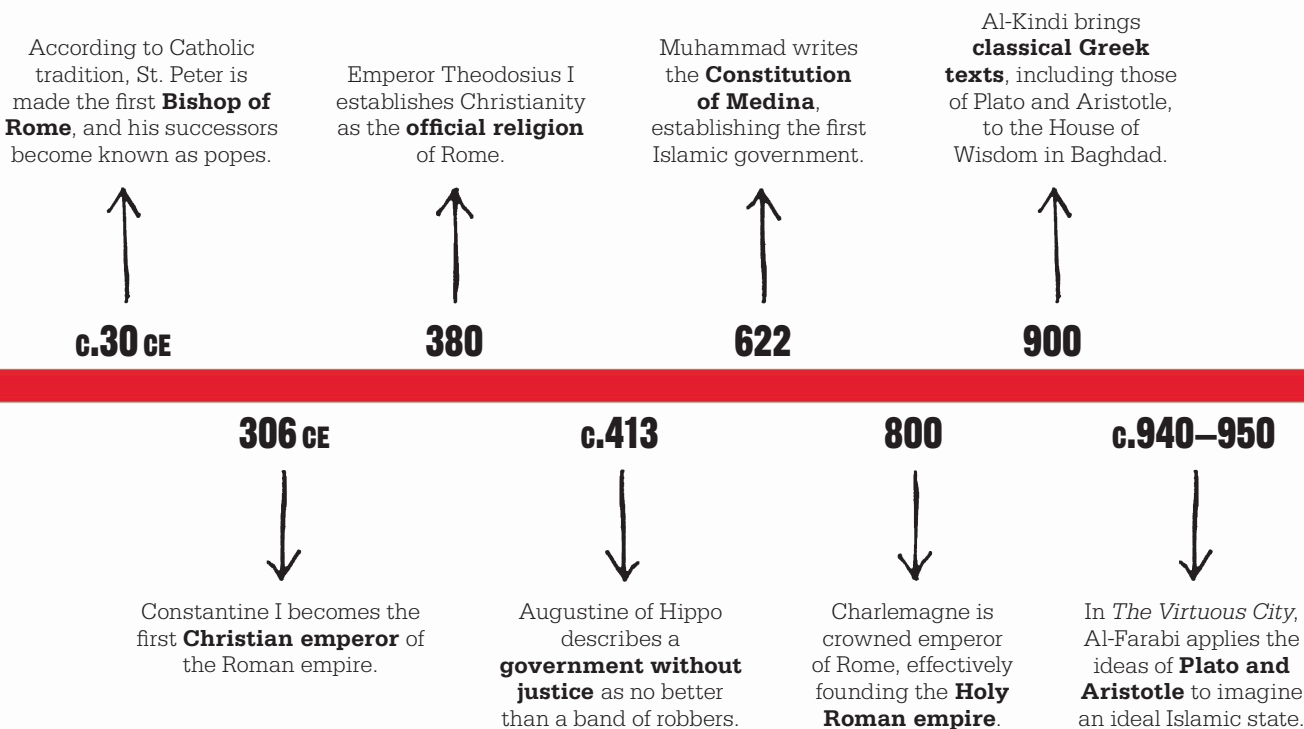 According to Catholic
tradition, St. Peter is
made the first Bishop of
Rome, and his successors
become known as popes.
c.30 CE
306 CE
Constantine I becomes the
first Christian emperor of
the Roman empire.
Emperor Theodosius I
establishes Christianity
as the official religion
of Rome.
380
c.413
Augustine of Hippo
describes a
government without
justice as no better
than a band of robbers.
Muhammad writes
the Constitution
of Medina,
establishing the first
Islamic government.
622
800
Charlemagne is
crowned emperor
of Rome, effectively
founding the Holy
Roman empire.
Al-Kindi brings
classical Greek
texts, including those
of Plato and Aristotle,
to the House of
Wisdom in Baghdad.
900
c.940–950
In The Virtuous City,
Al-Farabi applies the
ideas of Plato and
Aristotle to imagine
an ideal Islamic state.